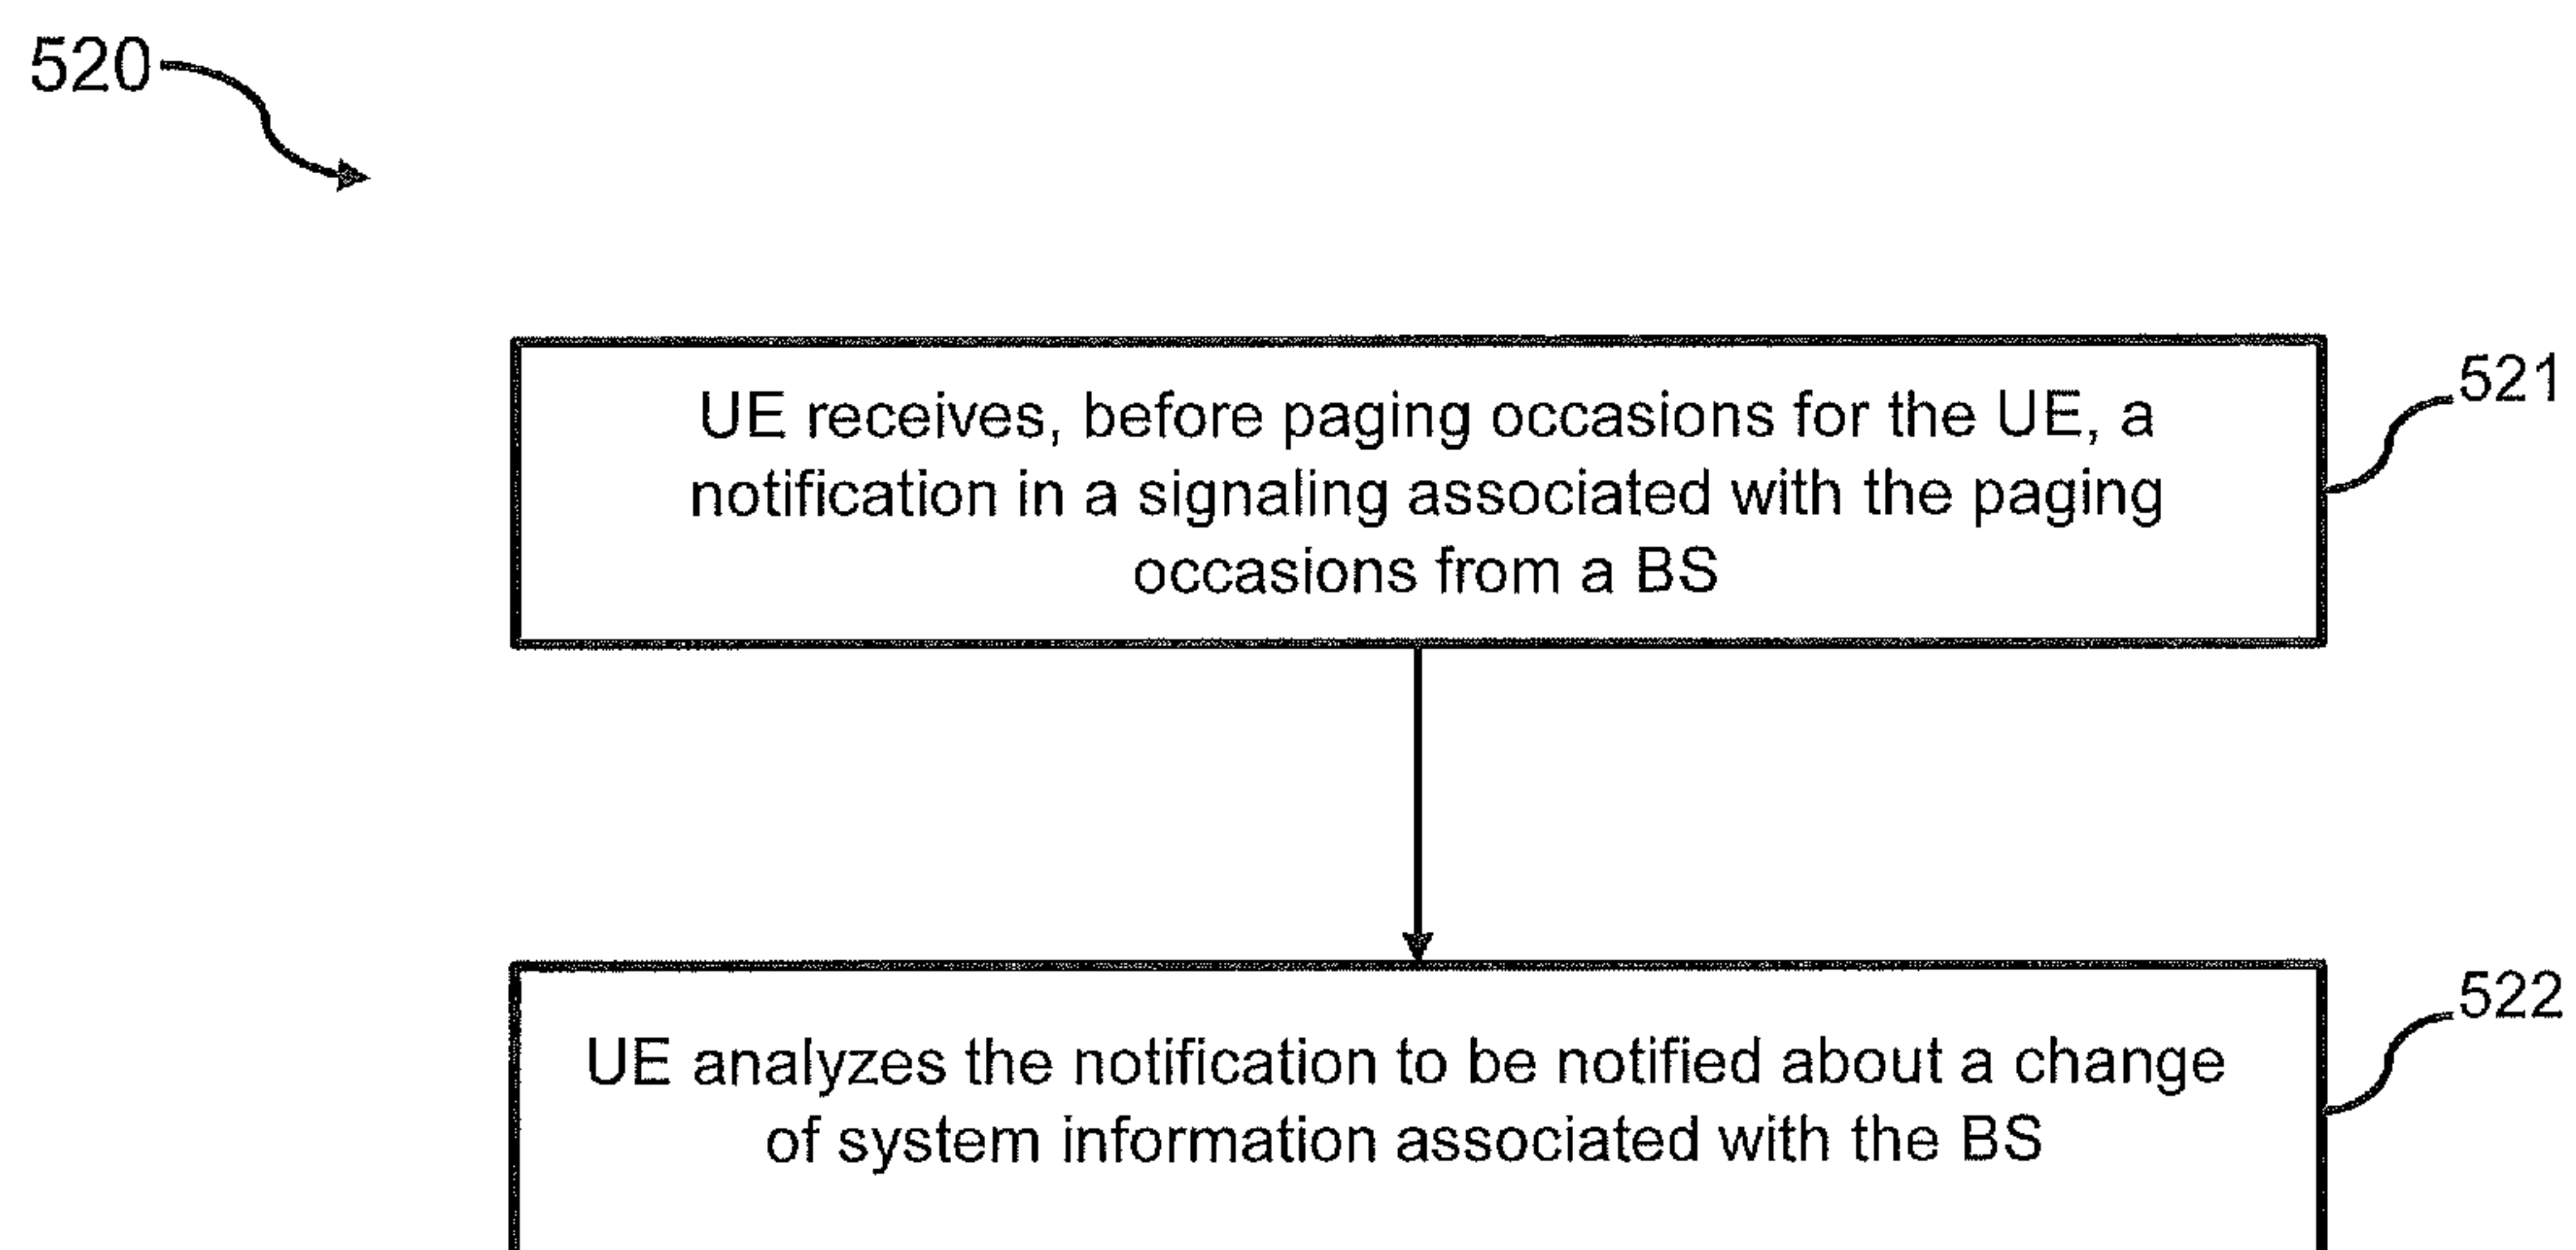 520
UE receives, before paging occasions for the UE, a
notification in a signaling associated with the paging
occasions from a BS
521
UE analyzes the notification to be notified about a change
of system information associated with the BS
522